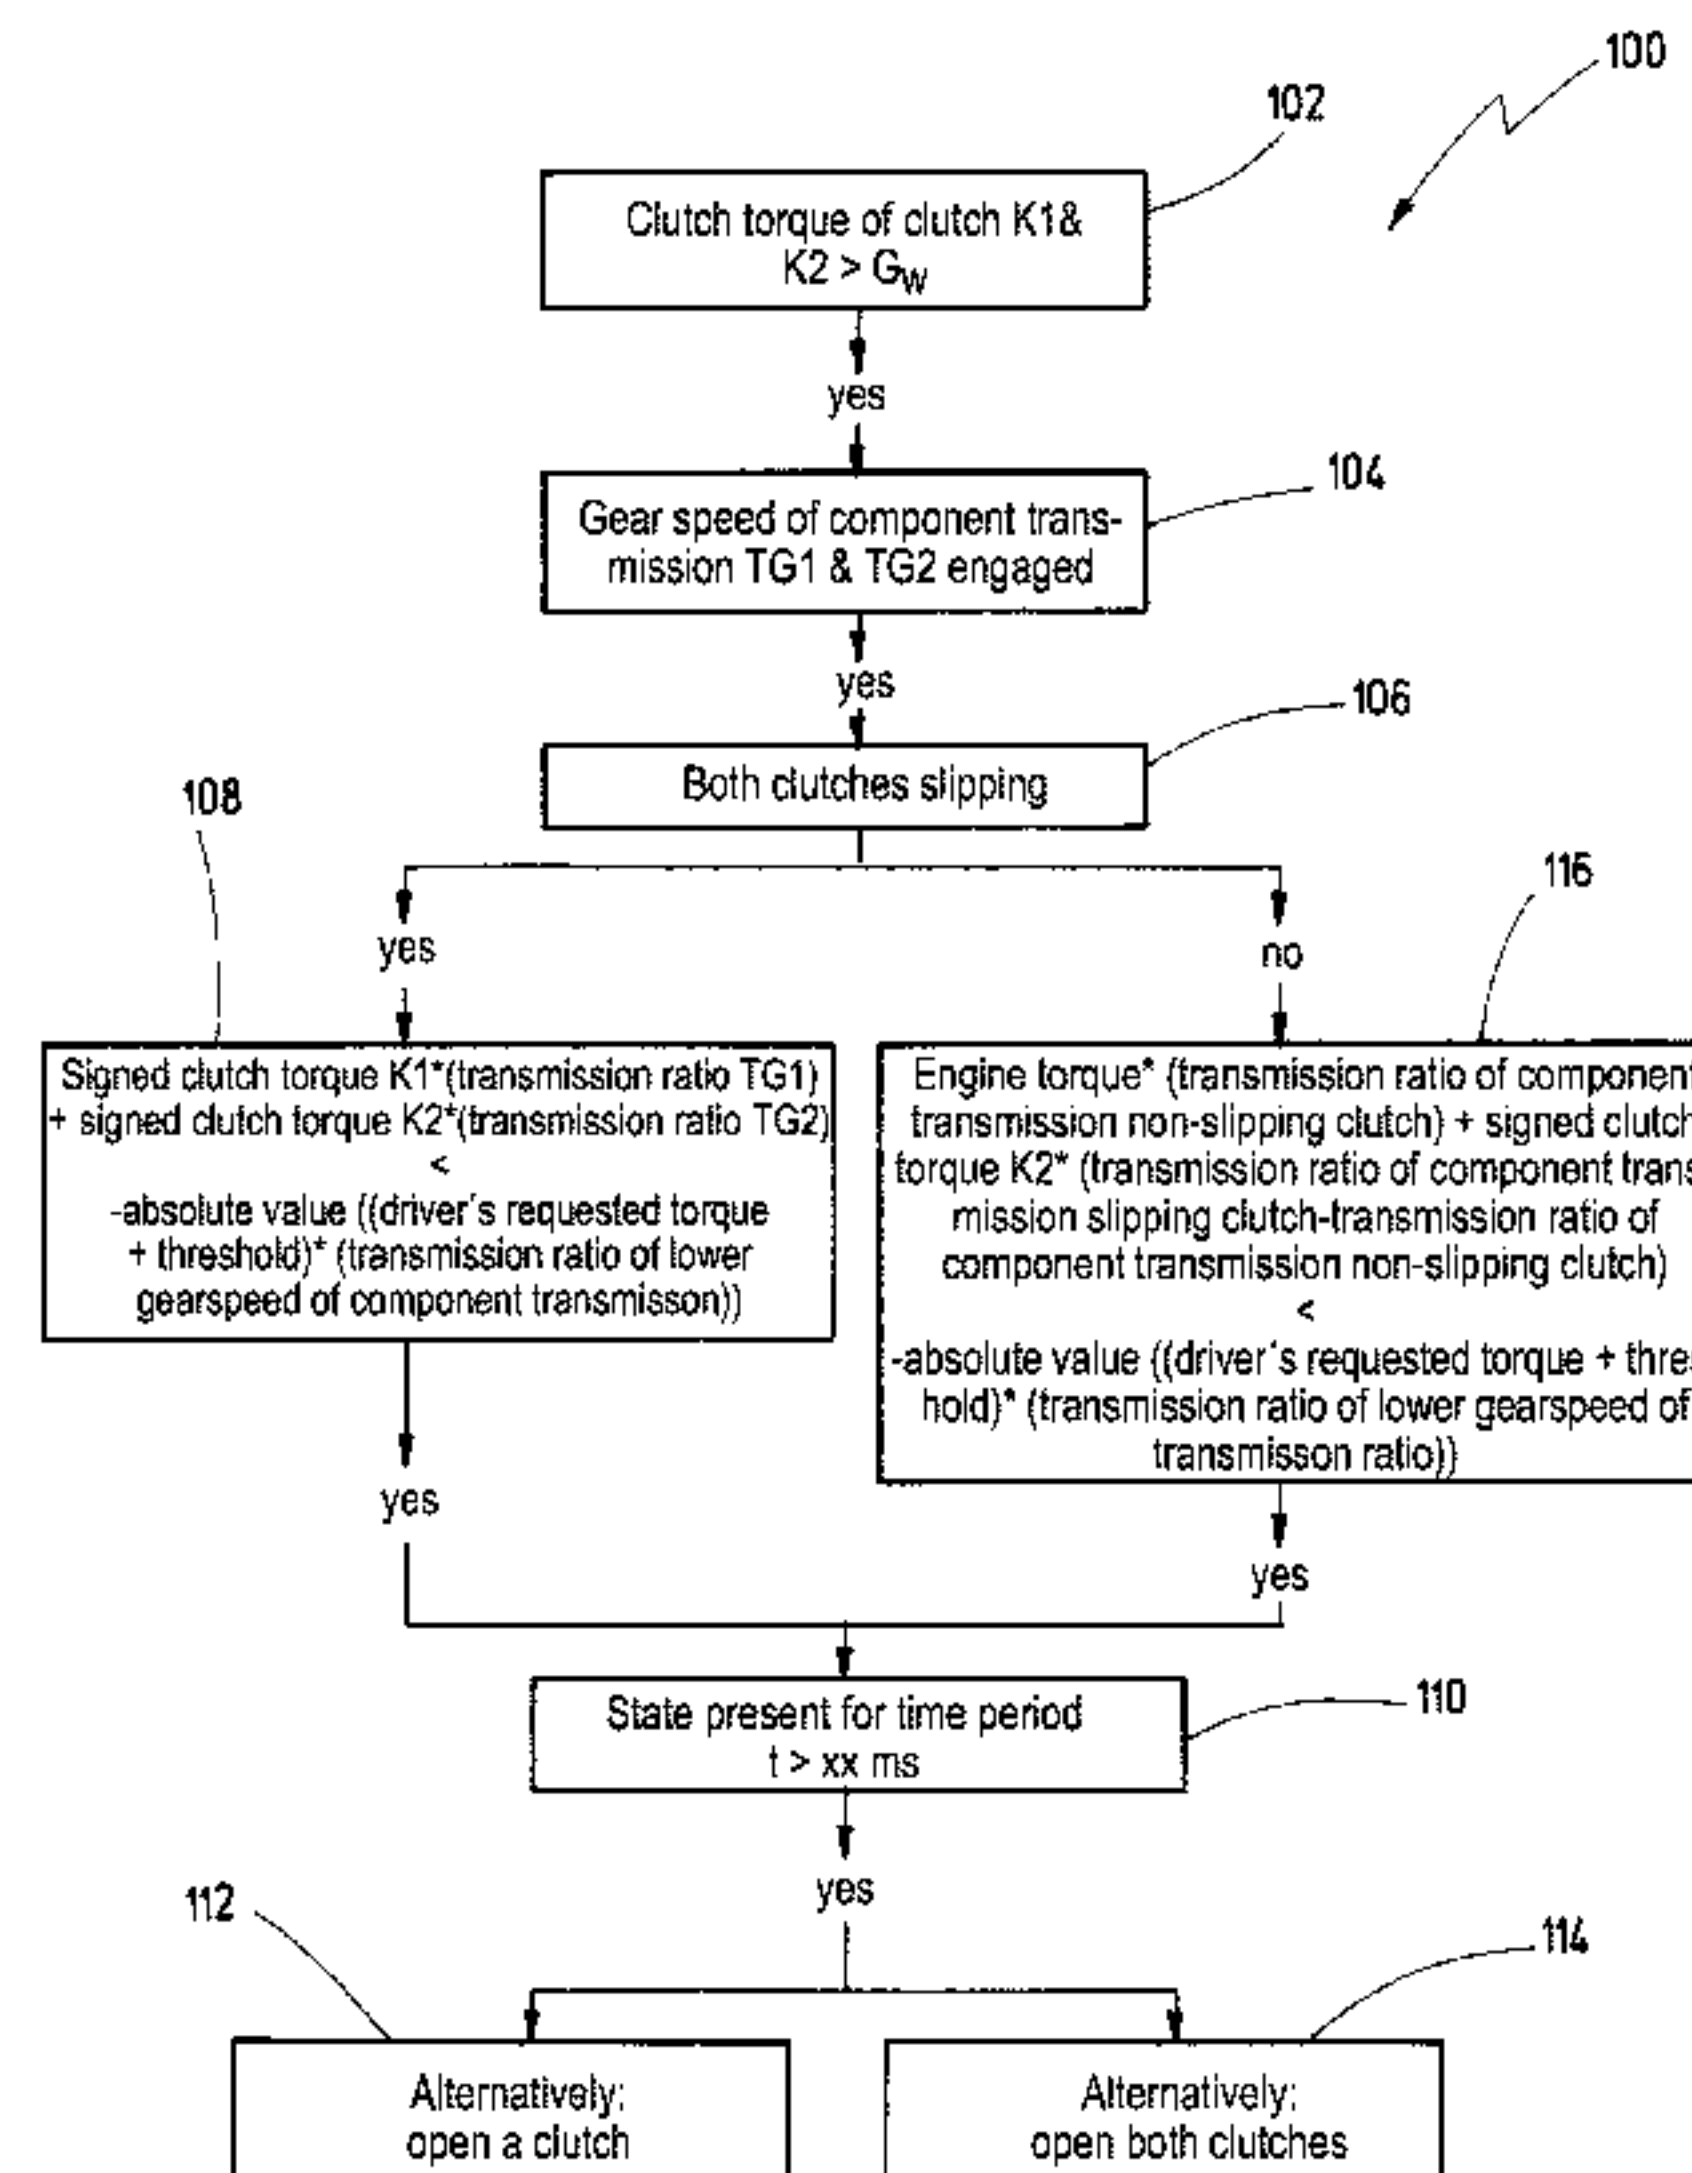 100
102
Clutch torque of clutch K1&
K2 > GW
yes
104
Gear speed of component trans-
mission TG1 & TG2 engaged
yes
106
Both clutches slipping
108
116
yes
no
Signed clutch torque K1*(transmission ratio TG1)
+ signed clutch torque K2*(transmission ratio TG2)
<
-absolute value ((driver´s requested torque
+ threshold)* (transmission ratio of lower
gearspeed of component transmisson))
Engine torque* (transmission ratio of component
transmission non-slipping clutch) + signed clutch
torque K2* (transmission ratio of component trans
mission slipping clutch-transmission ratio of
component transmission non-slipping clutch)
<
-absolute value ((driver´s requested torque + thres
hold)* (transmission ratio of lower gearspeed of
transmisson ratio))
yes
yes
State present for time period
t > xx ms
110
yes
112
114
Alternatively:
open a clutch
Alternatively:
open both clutches